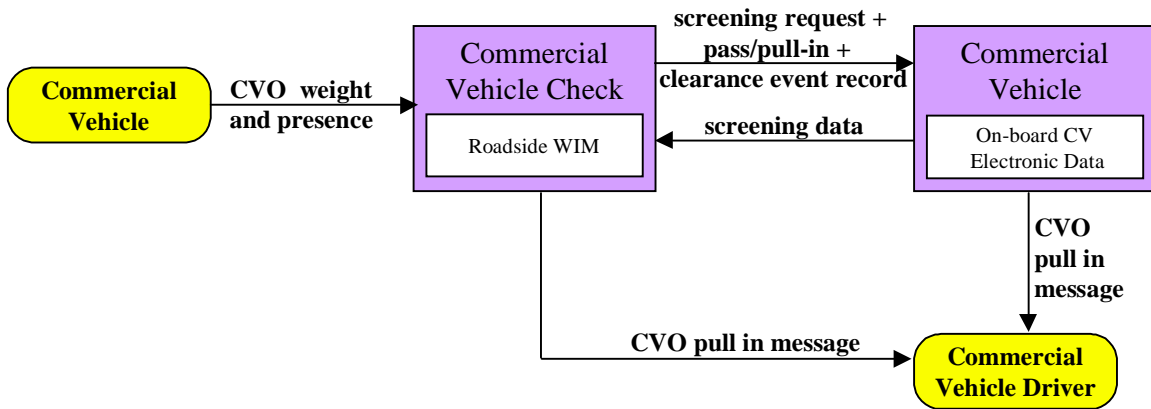 Commercial
Vehicle
CVO weight
and presence
Commercial
Vehicle Check
Roadside WIM
screening request +
pass/pull-in +
clearance event record
screening data
Commercial
Vehicle
On-board CV
Electronic Data
CVO
pull in
message
CVO pull in message
Commercial
Vehicle Driver